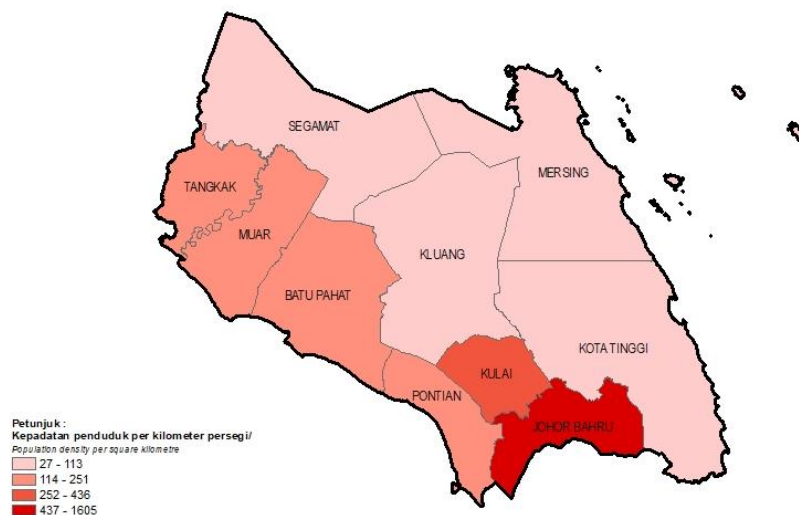 SEGAMAT
MERSING
TANGKAK
MUAR
KLUANG
BATU PAHAT
KOTA TINGGI
KULAI
PONTIAN
JOHOR BAHRU
Petunjuk :
Kepadatan penduduk per kilometer persegi/
Population density per square kilometre
27 - 113
114 - 251
252 - 436
437 - 1605